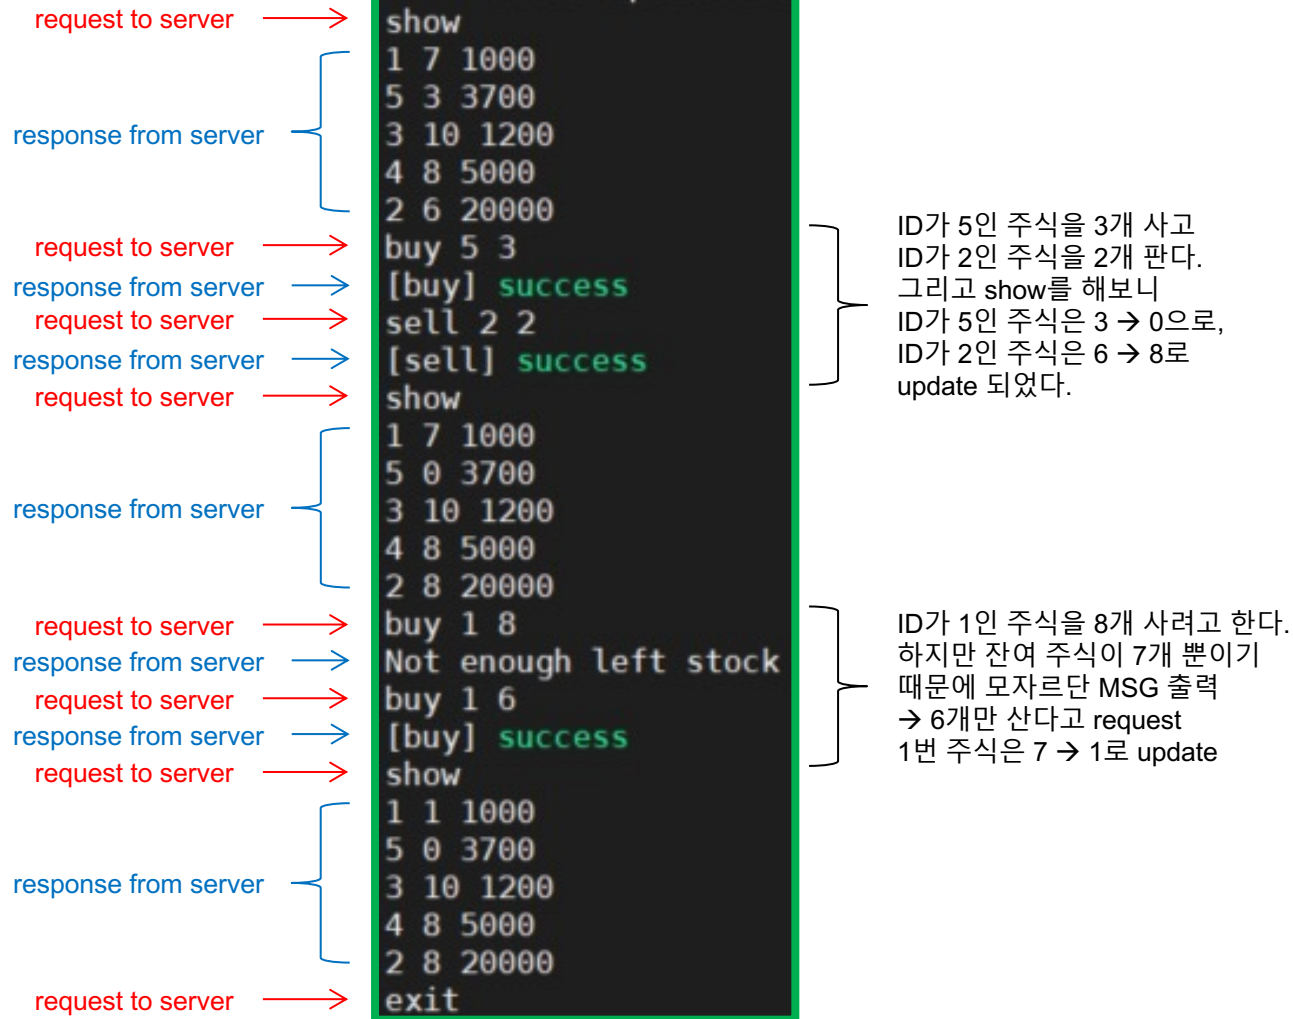 request to server
show
1 7 1000
5 3 3700
response from server
3 10 1200
4 8 5000
2 6 20000
request to server
buy 5 3
response from server
[buy] success
request to server
sell 2 2
response from server
[sell] success
request to server
show
ID가 5인 주식을 3개 사고
ID가 2인 주식을 2개 판다.
그리고 show를 해보니
ID가 5인 주식은 3 → 0으로,
ID가 2인 주식은 6 → 8로
update 되었다.
1 7 1000
5 0 3700
response from server
3 10 1200
4 8 5000
2 8 20000
request to server
buy 1 8
response from server
Not enough left stock
request to server
buy 1 6
response from server
[buy] success
request to server
show
ID가 1인 주식을 8개 사려고 한다.
하지만 잔여 주식이 7개 뿐이기
때문에 모자르단 MSG 출력
→ 6개만 산다고 request
1번 주식은 7 → 1로 update
1 1 1000
5 0 3700
response from server
3 10 1200
4 8 5000
2 8 20000
request to server
exit